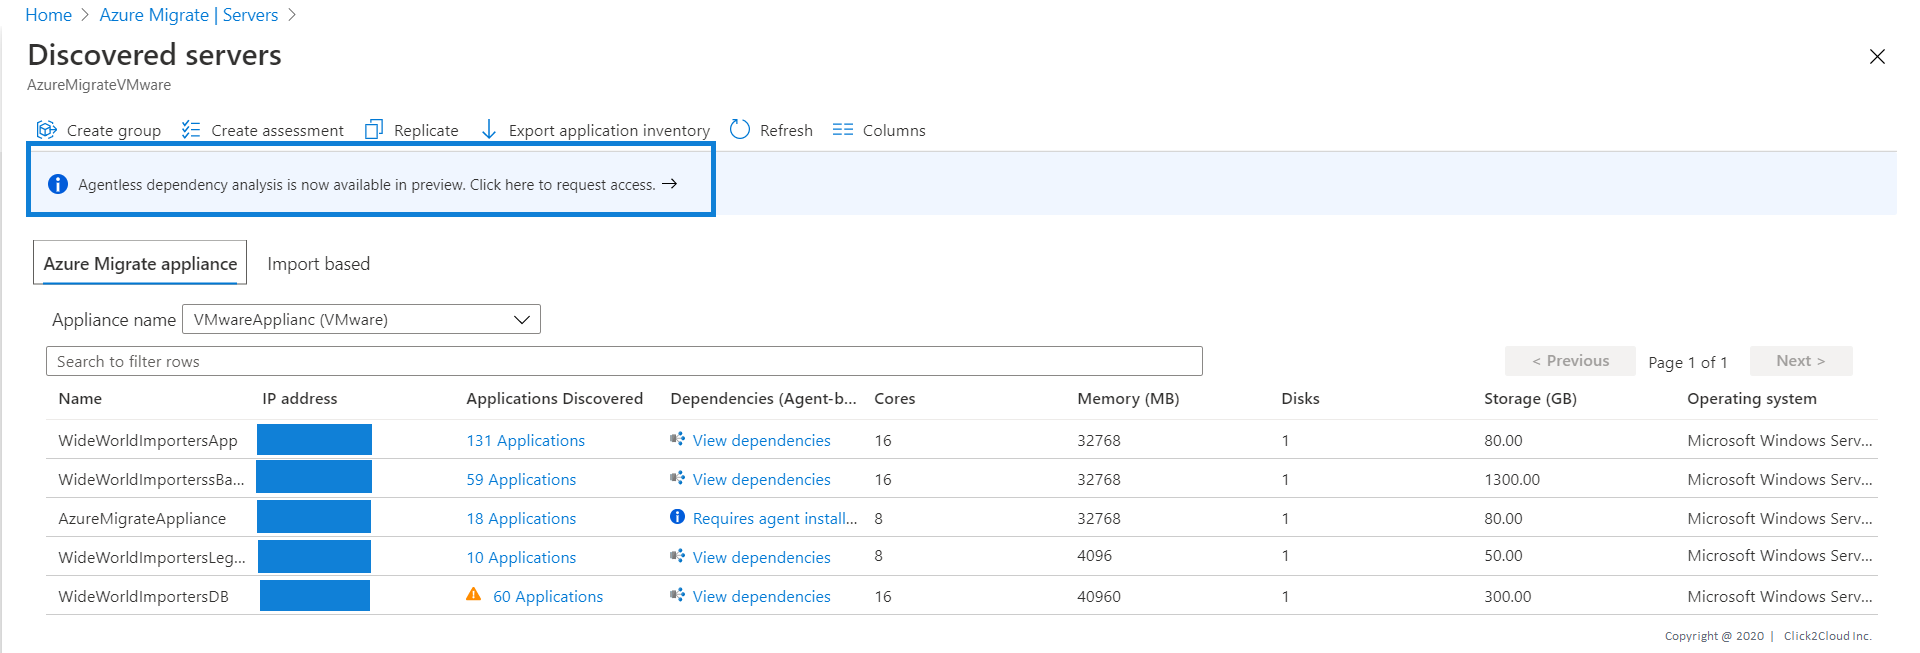 Home > Azure Migrate | Servers >
Discovered servers
AzureMigrateVMware
Create group Create assessment Replicate Export application inventory Refresh Columns
Agentless dependency analysis is now available in preview. Click here to request access. →
Azure Migrate appliance Import based
Appliance name VMwareApplianc (VMware)
Search to filter rows < Previous Page 1 of 1 Next >
Name IP address Applications Discovered Dependencies (Agent-b... Cores Memory (MB) Disks Storage (GB) Operating system
WideWorldImportersApp 131 Applications View dependencies 16 32768 1 80.00 Microsoft Windows Serv...
WideWorldImporterssBa... 59 Applications View dependencies 16 32768 1 1300.00 Microsoft Windows Serv...
AzureMigrateAppliance 18 Applications Requires agent install... 8 32768 1 80.00 Microsoft Windows Serv...
WideWorldImportersLeg... 10 Applications View dependencies 8 4096 1 50.00 Microsoft Windows Serv...
WideWorldImportersDB 60 Applications View dependencies 16 40960 1 300.00 Microsoft Windows Serv...
Copyright @ 2020 | Click2Cloud Inc.